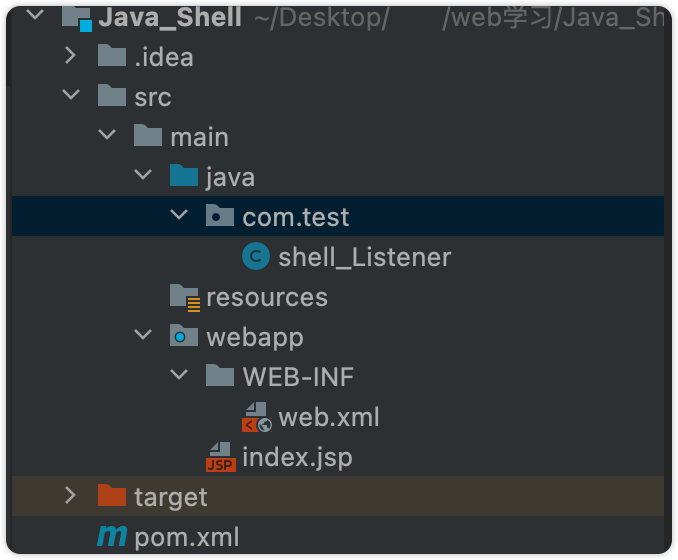 Java_Shell ~/Desktop/ /web学习/Java_Sh
.idea
src
main
java
com.test
shell_Listener
resources
webapp
WEB-INF
web.xml
JSP index.jsp
target
m pom.xml